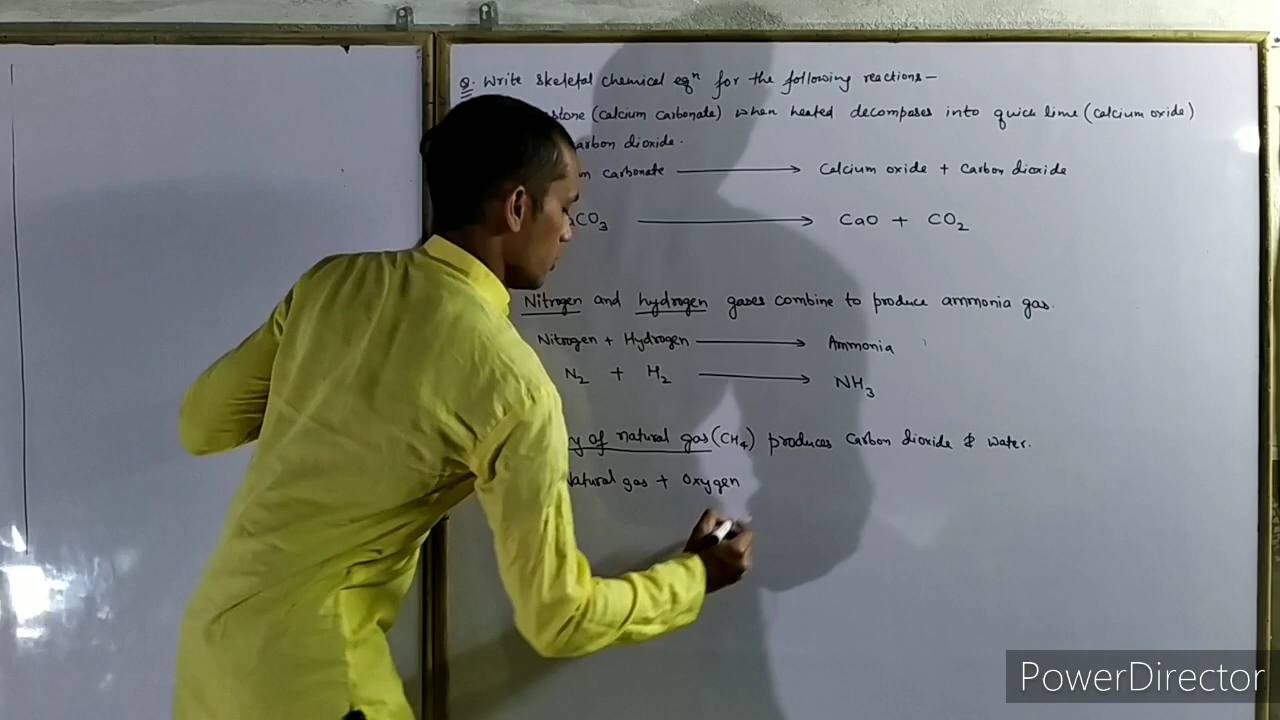 Q. Write skeletal chemical eqⁿ for the following reactions—
stone (calcium carbonate) when heated decomposes into quick lime (calcium oxide)
arbon dioxide.
m carbonate ⟶ Calcium oxide + Carbon dioxide
CO₃ ⟶ CaO + CO₂
Nitrogen and hydrogen gases combine to produce ammonia gas.
Nitrogen + Hydrogen ⟶ Ammonia
N₂ + H₂ ⟶ NH₃
y of natural gas (CH₄) produces Carbon dioxide & water.
Natural gas + Oxygen
PowerDirector